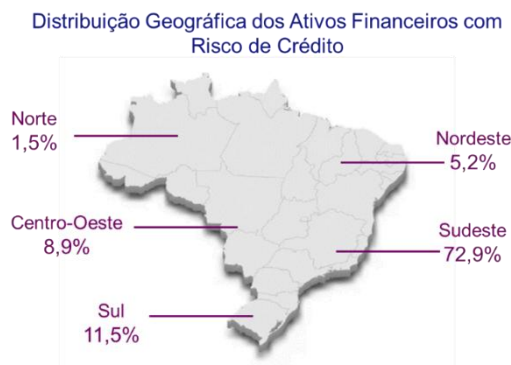 Distribuição Geográfica dos Ativos Financeiros com
Risco de Crédito
Norte
1,5%
Nordeste
5,2%
Centro-Oeste
8,9%
Sudeste
72,9%
Sul
11,5%